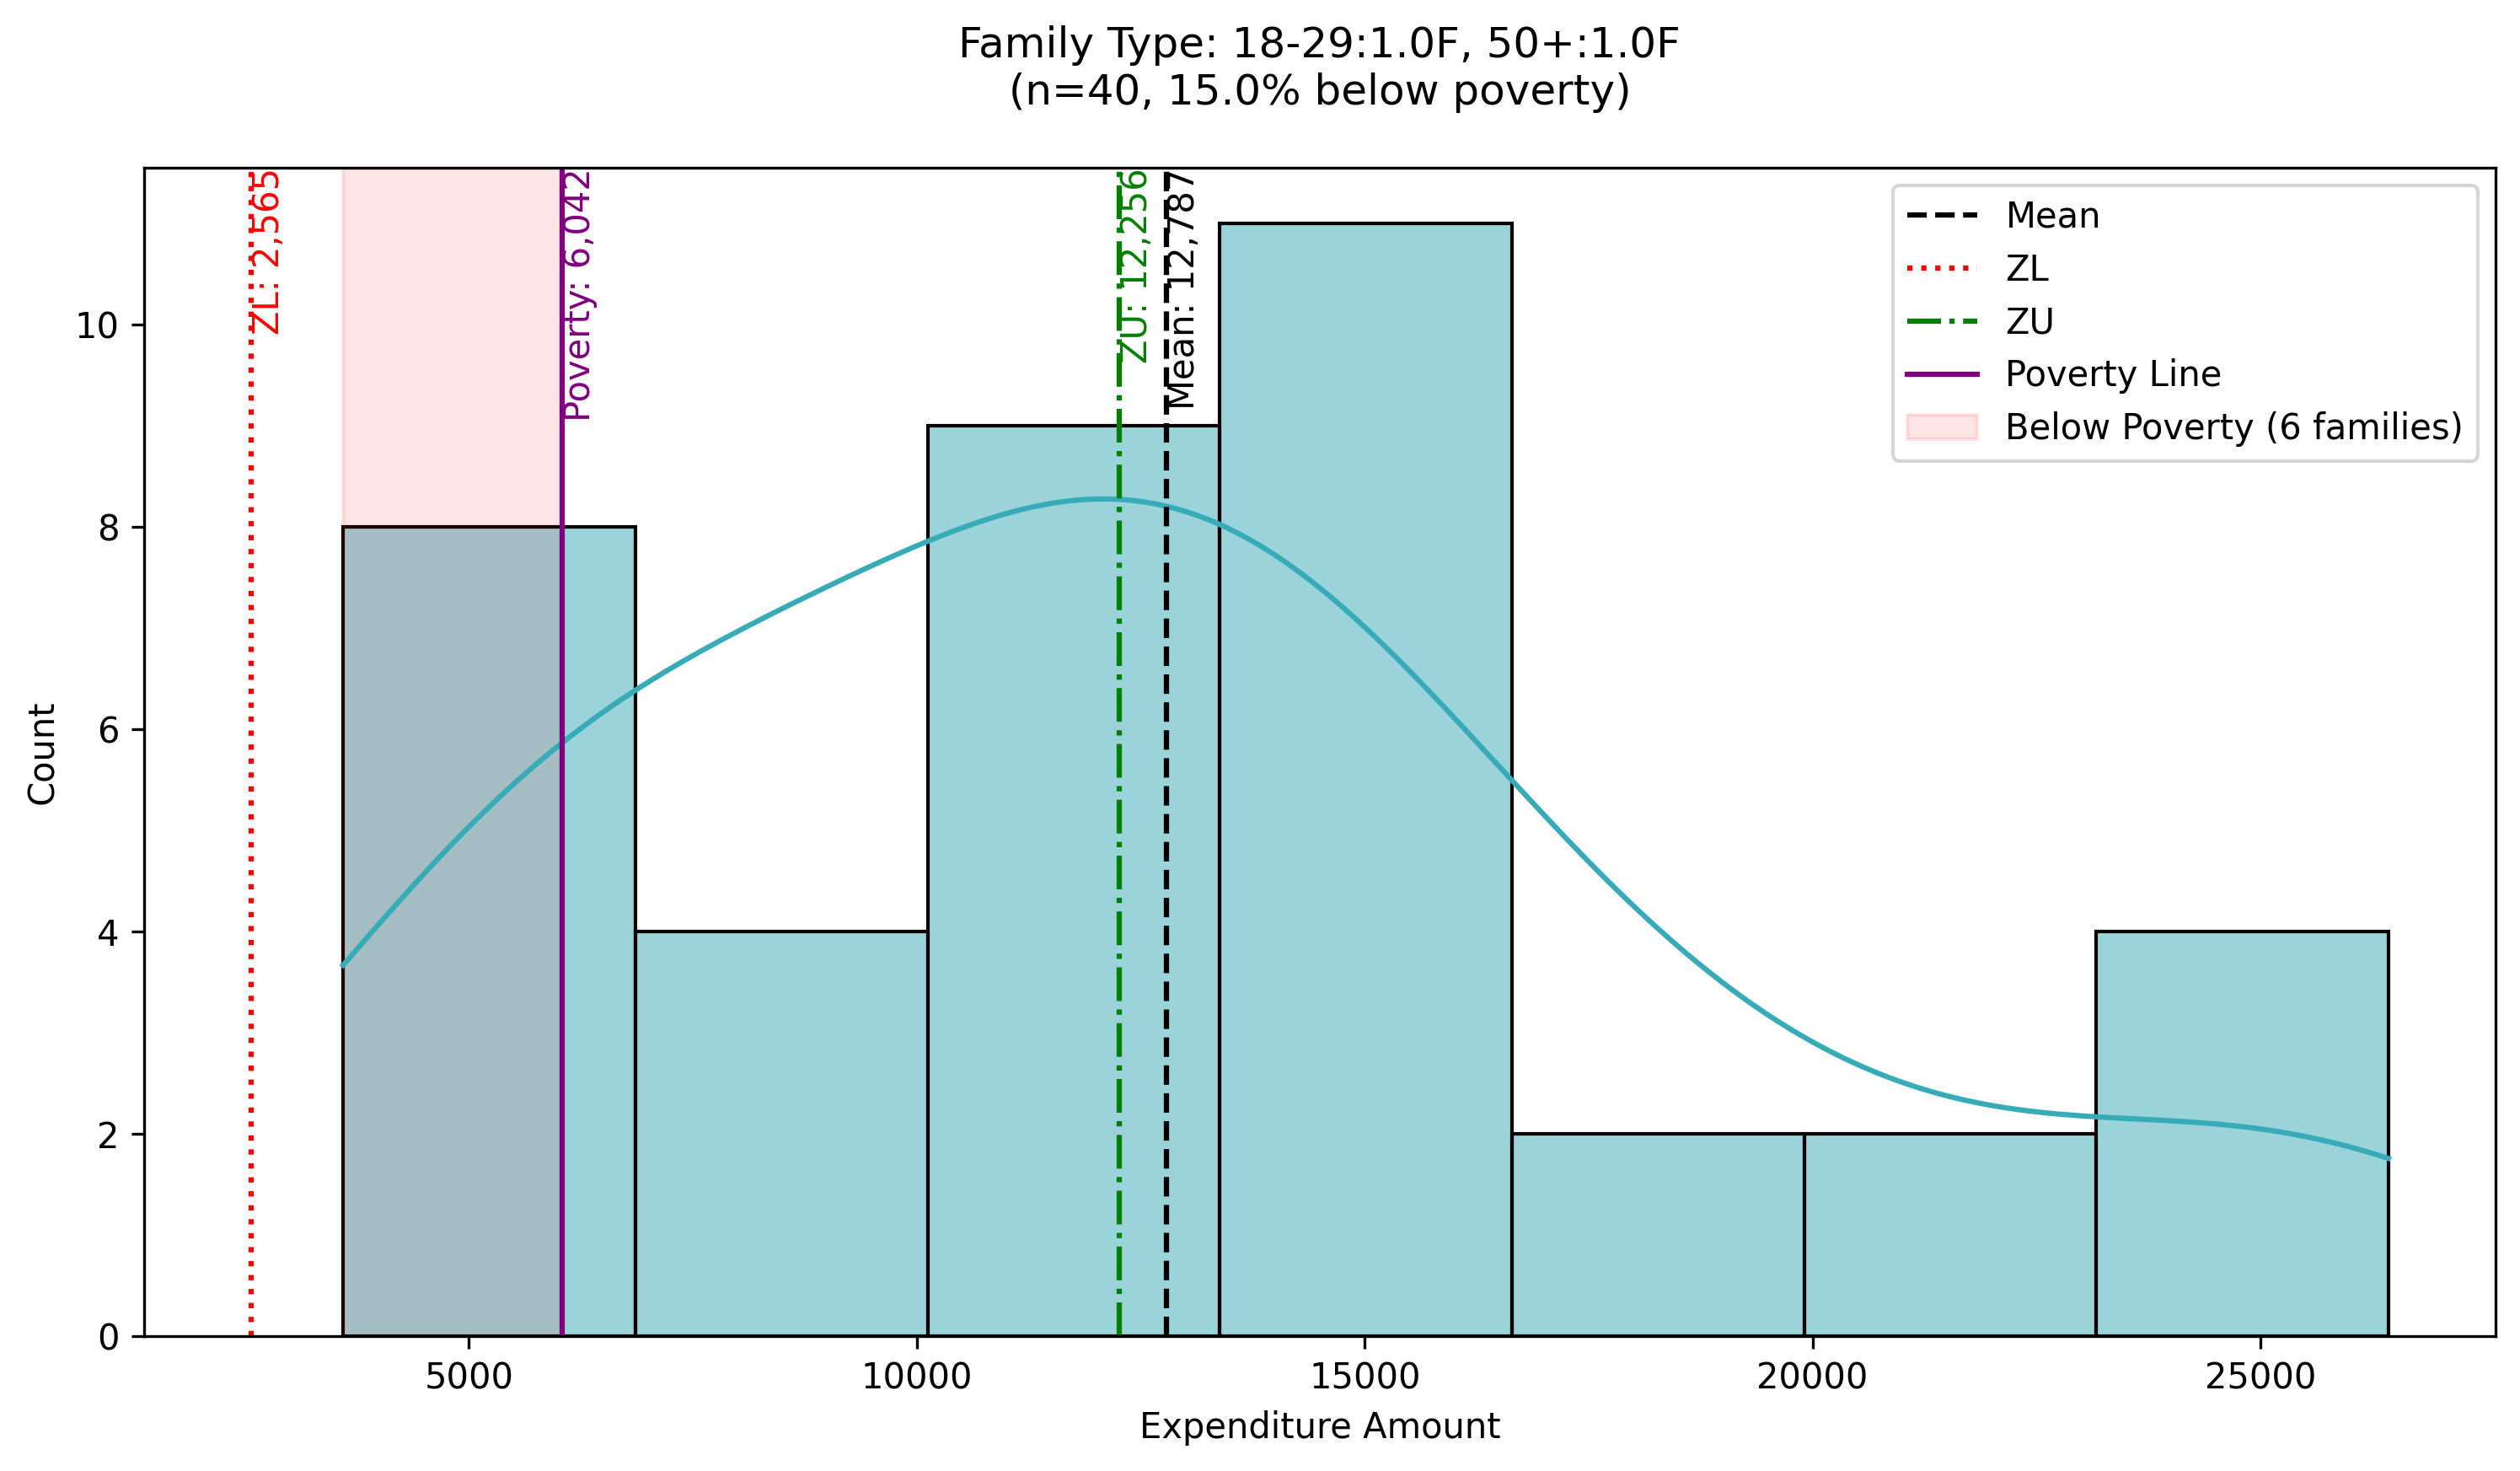 Family Type: 18-29:1.0F, 50+:1.0F
(n=40, 15.0% below poverty)
ZL: 2,565
Poverty: 6,042
ZU: 12,256
Mean: 12,787
Mean
ZL
ZU
Poverty Line
Below Poverty (6 families)
Count
10
8
6
4
2
0
5000
10000
15000
20000
25000
Expenditure Amount